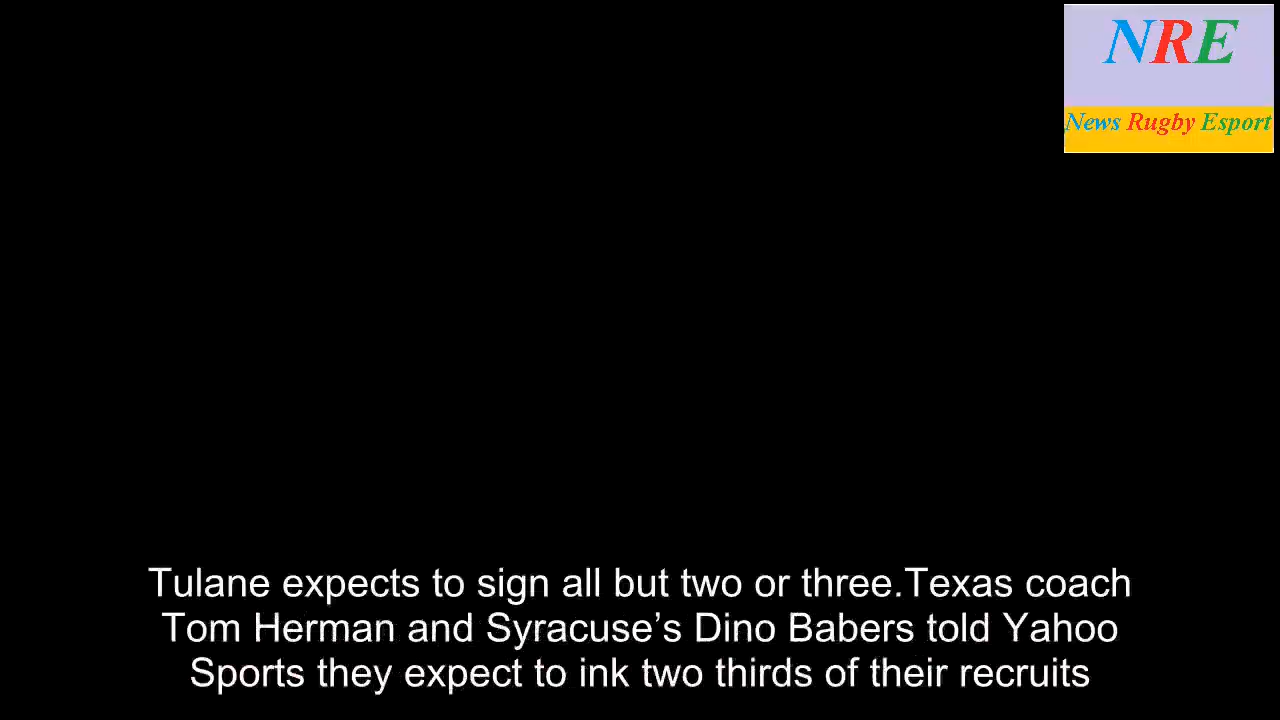 NRE
News Rugby Esport
Tulane expects to sign all but two or three.Texas coach
Tom Herman and Syracuse’s Dino Babers told Yahoo
Sports they expect to ink two thirds of their recruits